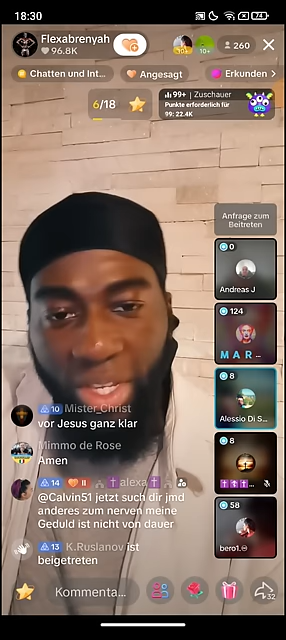 18:30
74
Flexabrenyah
96.8K
30+
10+
260
Chatten und Int...
Angesagt
Erkunden
6/18
99+ | Zuschauer
Punkte erforderlich für
99: 22.4K
Anfrage zum
Beitreten
0
Andreas J
124
M A R ...
8
Alessio Di S...
8
58
bero1.
10 Mister_Christ
vor Jesus ganz klar
Mimmo de Rose
Amen
14 alexa
@Calvin51 jetzt such dir jmd
anderes zum nerven meine
Geduld ist nicht von dauer
13 K.Ruslanov ist
beigetreten
Kommenta...
32